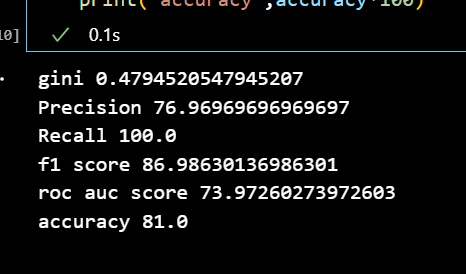 print("accuracy",accuracy*100)
10]
0.1s
gini 0.4794520547945207
Precision 76.96969696969697
Recall 100.0
f1 score 86.98630136986301
roc auc score 73.97260273972603
accuracy 81.0